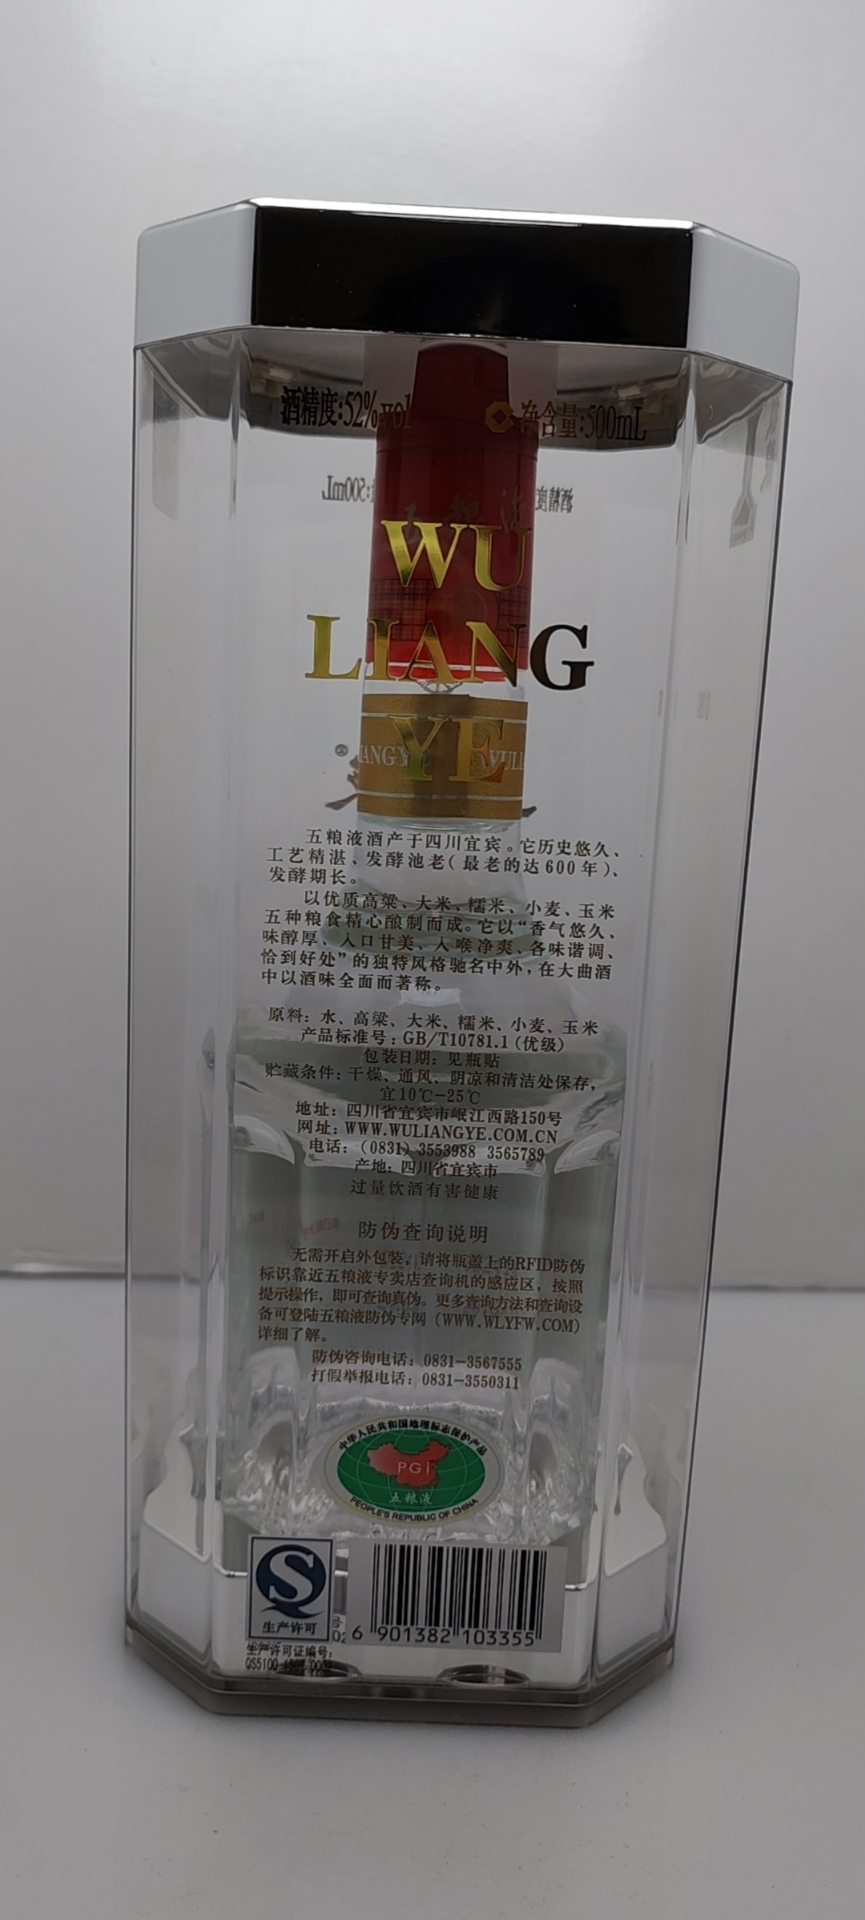 酒精度:52%vol 净含量:500mL
WU
LIANG
YE
五粮液酒产于四川宜宾。它历史悠久、
工艺精湛、发酵池老(最老的达600年)、
发酵期长。
以优质高粱、大米、糯米、小麦、玉米
五种粮食精心酿制而成。它以“香气悠久、
味醇厚、入口甘美、入喉净爽、各味谐调、
恰到好处”的独特风格驰名中外,在大曲酒
中以酒味全面而著称。
原料: 水、高粱、大米、糯米、小麦、玉米
产品标准号: GB/T10781.1 (优级)
包装日期: 见瓶贴
贮藏条件: 干燥、通风、阴凉和清洁处保存,
宜10℃-25℃
地址: 四川省宜宾市岷江西路150号
网址: WWW.WULIANGYE.COM.CN
电话: (0831) 3553988 3565789
产地: 四川省宜宾市
过量饮酒有害健康
防伪查询说明
无需开启外包装, 请将瓶盖上的RFID防伪
标识靠近五粮液专卖店查询机的感应区, 按照
提示操作, 即可查询真伪。更多查询方法和查询设
备可登陆五粮液防伪专网 (WWW.WLYFW.COM)
详细了解。
防伪咨询电话: 0831-3567555
打假举报电话: 0831-3550311
中华人民共和国地理标志保护产品
PGI
五粮液
PEOPLE'S REPUBLIC OF CHINA
生产许可
6 901382 103355
生产许可证编号: